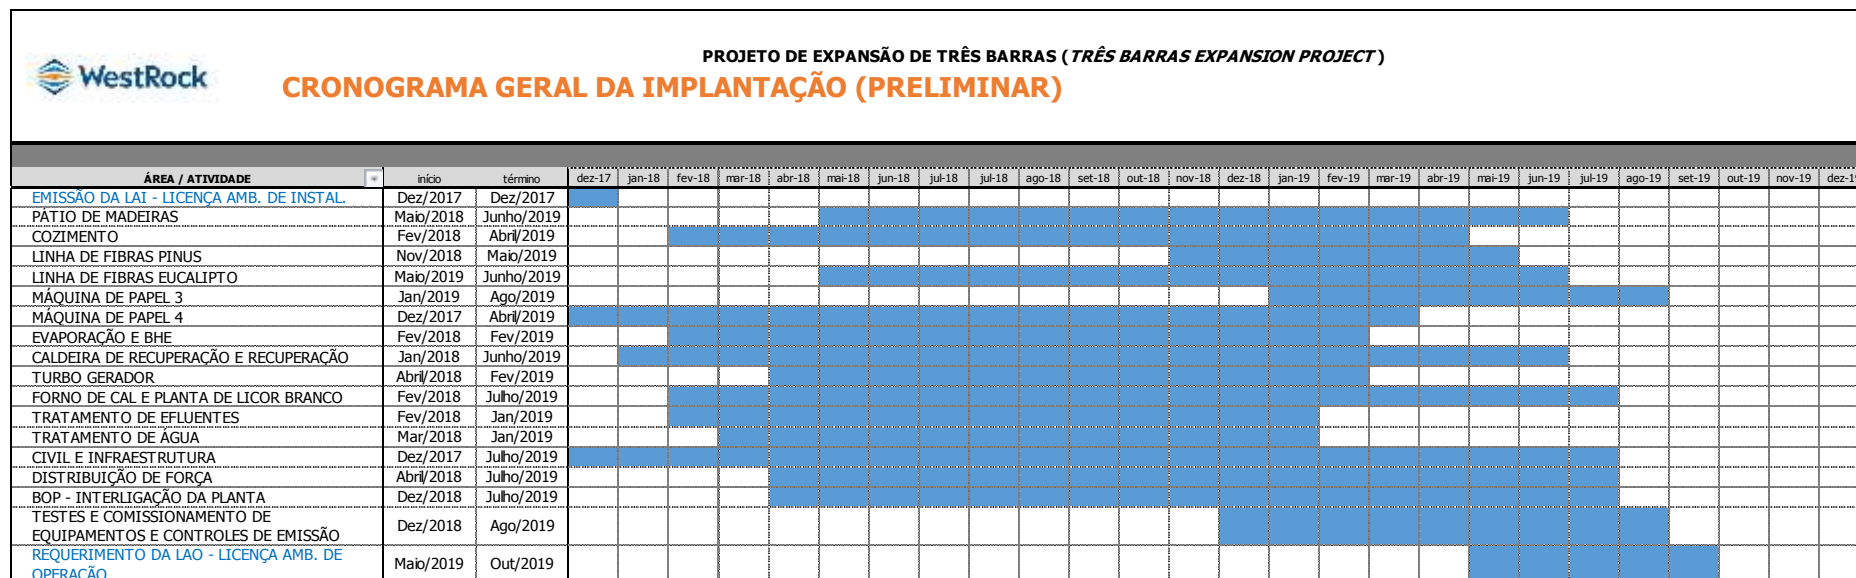 WestRock
PROJETO DE EXPANSÃO DE TRÊS BARRAS (TRÊS BARRAS EXPANSION PROJECT)
CRONOGRAMA GERAL DA IMPLANTAÇÃO (PRELIMINAR)
ÁREA / ATIVIDADE início término dez-17 jan-18 fev-18 mar-18 abr-18 mai-18 jun-18 jul-18 jul-18 ago-18 set-18 out-18 nov-18 dez-18 jan-19 fev-19 mar-19 abr-19 mai-19 jun-19 jul-19 ago-19 set-19 out-19 nov-19 dez-1
EMISSÃO DA LAI - LICENÇA AMB. DE INSTAL. Dez/2017 Dez/2017
PÁTIO DE MADEIRAS Maio/2018 Junho/2019
COZIMENTO Fev/2018 Abril/2019
LINHA DE FIBRAS PINUS Nov/2018 Maio/2019
LINHA DE FIBRAS EUCALIPTO Maio/2019 Junho/2019
MÁQUINA DE PAPEL 3 Jan/2019 Ago/2019
MÁQUINA DE PAPEL 4 Dez/2017 Abril/2019
EVAPORAÇÃO E BHE Fev/2018 Fev/2019
CALDEIRA DE RECUPERAÇÃO E RECUPERAÇÃO Jan/2018 Junho/2019
TURBO GERADOR Abril/2018 Fev/2019
FORNO DE CAL E PLANTA DE LICOR BRANCO Fev/2018 Julho/2019
TRATAMENTO DE EFLUENTES Fev/2018 Jan/2019
TRATAMENTO DE ÁGUA Mar/2018 Jan/2019
CIVIL E INFRAESTRUTURA Dez/2017 Julho/2019
DISTRIBUIÇÃO DE FORÇA Abril/2018 Julho/2019
BOP - INTERLIGAÇÃO DA PLANTA Dez/2018 Julho/2019
TESTES E COMISSIONAMENTO DE
EQUIPAMENTOS E CONTROLES DE EMISSÃO Dez/2018 Ago/2019
REQUERIMENTO DA LAO - LICENÇA AMB. DE
OPERAÇÃO Maio/2019 Out/2019